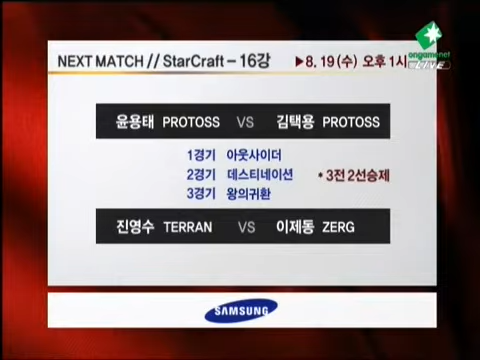 NEXT MATCH // StarCraft - 16강 ▶8. 19(수) 오후 1시
ongamenet
LIVE
윤용태 PROTOSS VS 김택용 PROTOSS
1경기 아웃사이더
2경기 데스티네이션 * 3전 2선승제
3경기 왕의귀환
진영수 TERRAN VS 이제동 ZERG
SAMSUNG